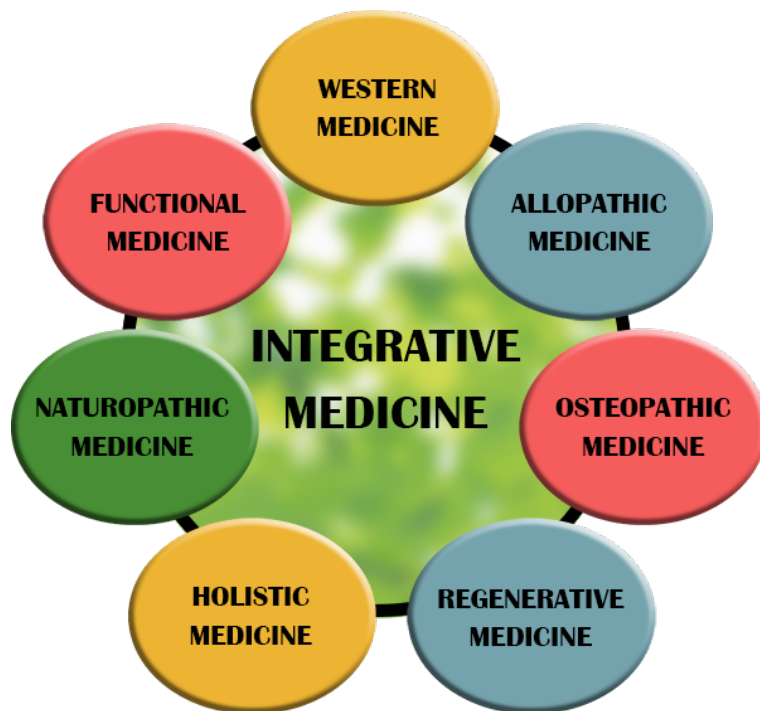 WESTERN
MEDICINE
FUNCTIONAL
MEDICINE
ALLOPATHIC
MEDICINE
INTEGRATIVE
MEDICINE
NATUROPATHIC
MEDICINE
OSTEOPATHIC
MEDICINE
HOLISTIC
MEDICINE
REGENERATIVE
MEDICINE